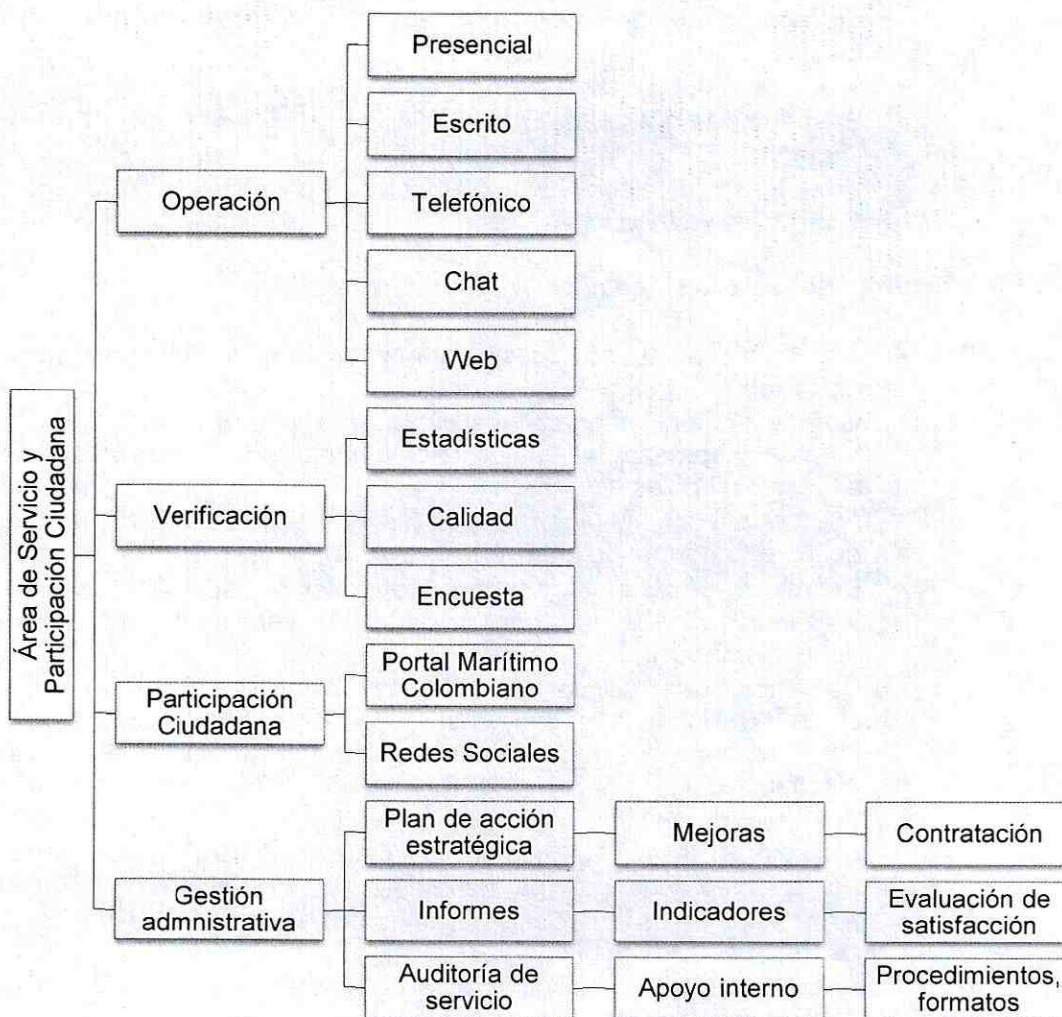 Área de Servicio y
Participación Ciudadana
Operación
Presencial
Escrito
Telefónico
Chat
Web
Verificación
Estadísticas
Calidad
Encuesta
Participación
Ciudadana
Portal Marítimo
Colombiano
Redes Sociales
Gestión
admnistrativa
Plan de acción
estratégica
Mejoras
Contratación
Informes
Indicadores
Evaluación de
satisfacción
Auditoría de
servicio
Apoyo interno
Procedimientos,
formatos